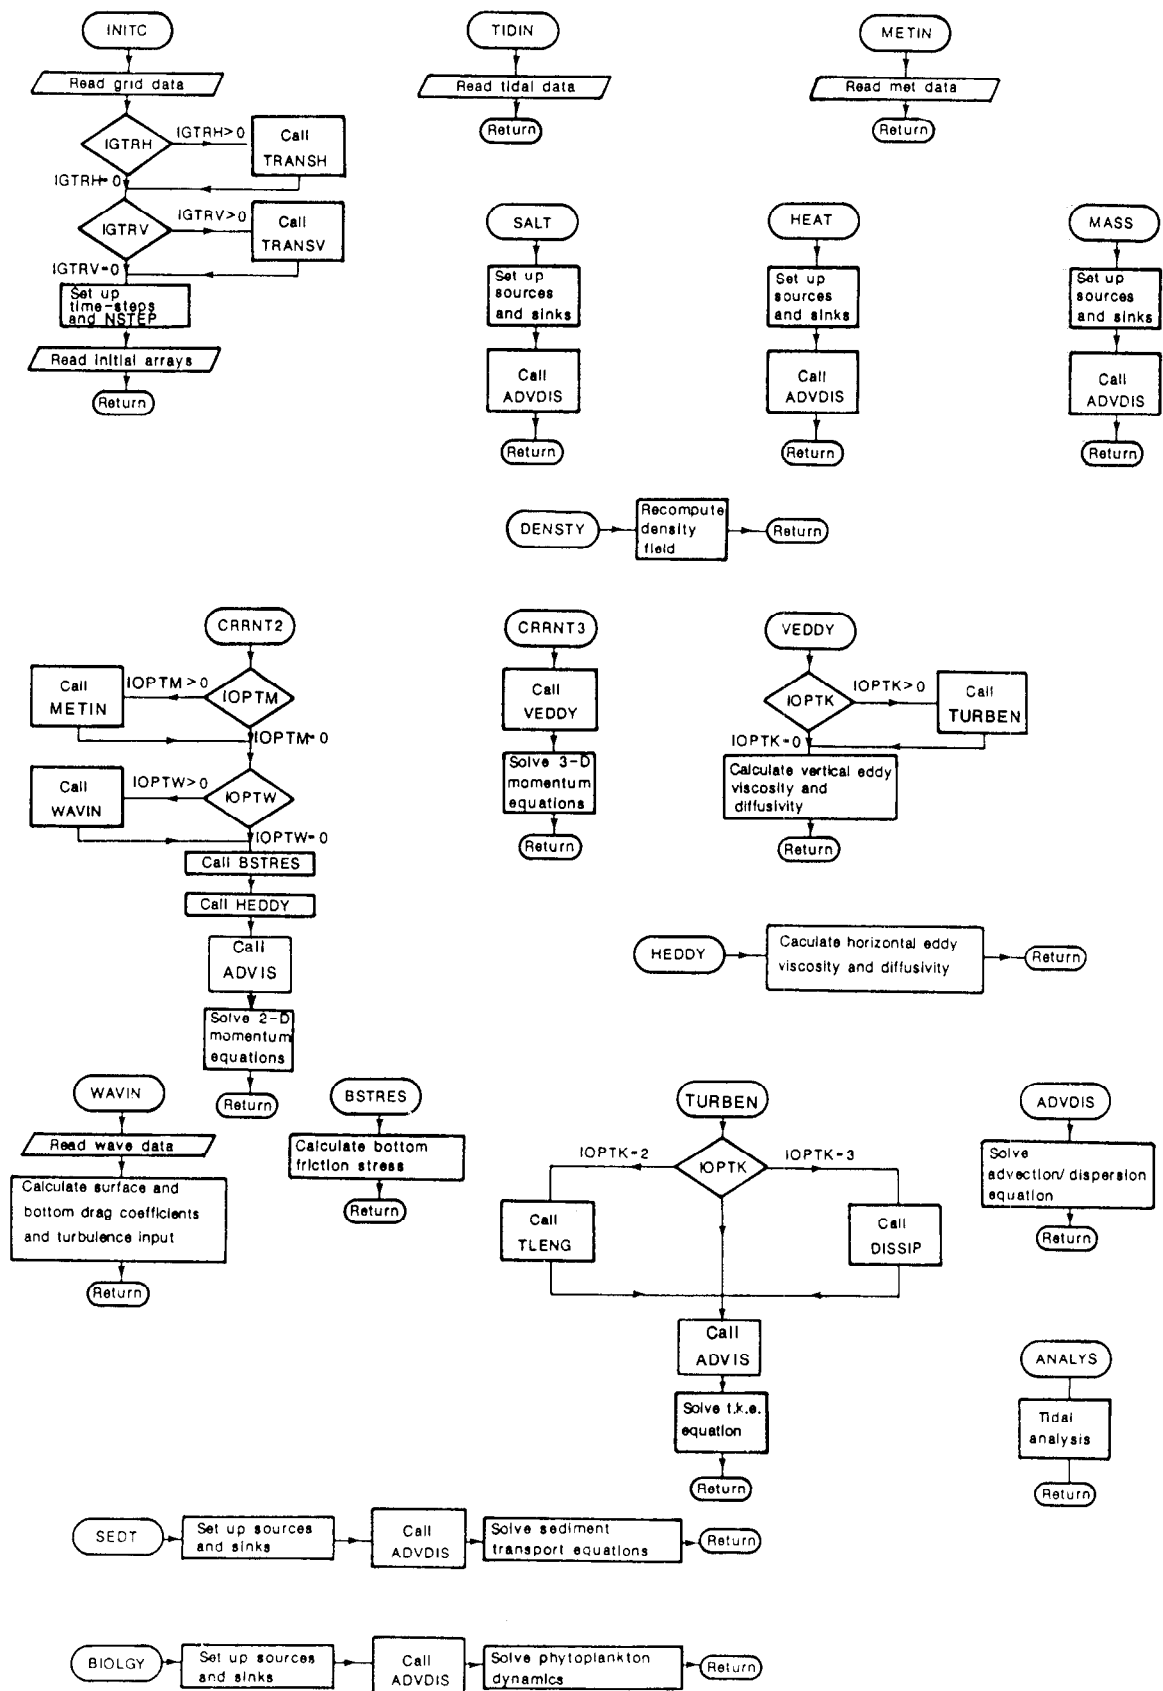 INITC
Read grid data
IGTRH
IGTRH>0
Call
TRANSH
IGTRH=0
IGTRV
IGTRV>0
Call
TRANSV
IGTRV=0
Set up
time-steps
and NSTEP
Read initial arrays
Return
TIDIN
Read tidal data
Return
METIN
Read met data
Return
SALT
Set up
sources
and sinks
Call
ADVDIS
Return
HEAT
Set up
sources
and sinks
Call
ADVDIS
Return
MASS
Set up
sources
and sinks
Call
ADVDIS
Return
DENSTY
Recompute
density
field
Return
CRRNT2
IOPTM
IOPTM>0
Call
METIN
IOPTM=0
IOPTW
IOPTW>0
Call
WAVIN
IOPTW=0
Call BSTRES
Call HEDDY
Call
ADVIS
Solve 2-D
momentum
equations
Return
CRRNT3
Call
VEDDY
Solve 3-D
momentum
equations
Return
VEDDY
IOPTK
IOPTK>0
Call
TURBEN
IOPTK=0
Calculate vertical eddy
viscosity and
diffusivity
Return
HEDDY
Caculate horizontal eddy
viscosity and diffusivity
Return
WAVIN
Read wave data
Calculate surface and
bottom drag coefficients
and turbulence input
Return
BSTRES
Calculate bottom
friction stress
Return
TURBEN
IOPTK
IOPTK=2
Call
TLENG
IOPTK=3
Call
DISSIP
Call
ADVIS
Solve t.k.e.
equation
Return
ADVDIS
Solve
advection/dispersion
equation
Return
ANALYS
Tidal
analysis
Return
SEDT
Set up sources
and sinks
Call
ADVDIS
Solve sediment
transport equations
Return
BIOLGY
Set up sources
and sinks
Call
ADVDIS
Solve phytoplankton
dynamics
Return